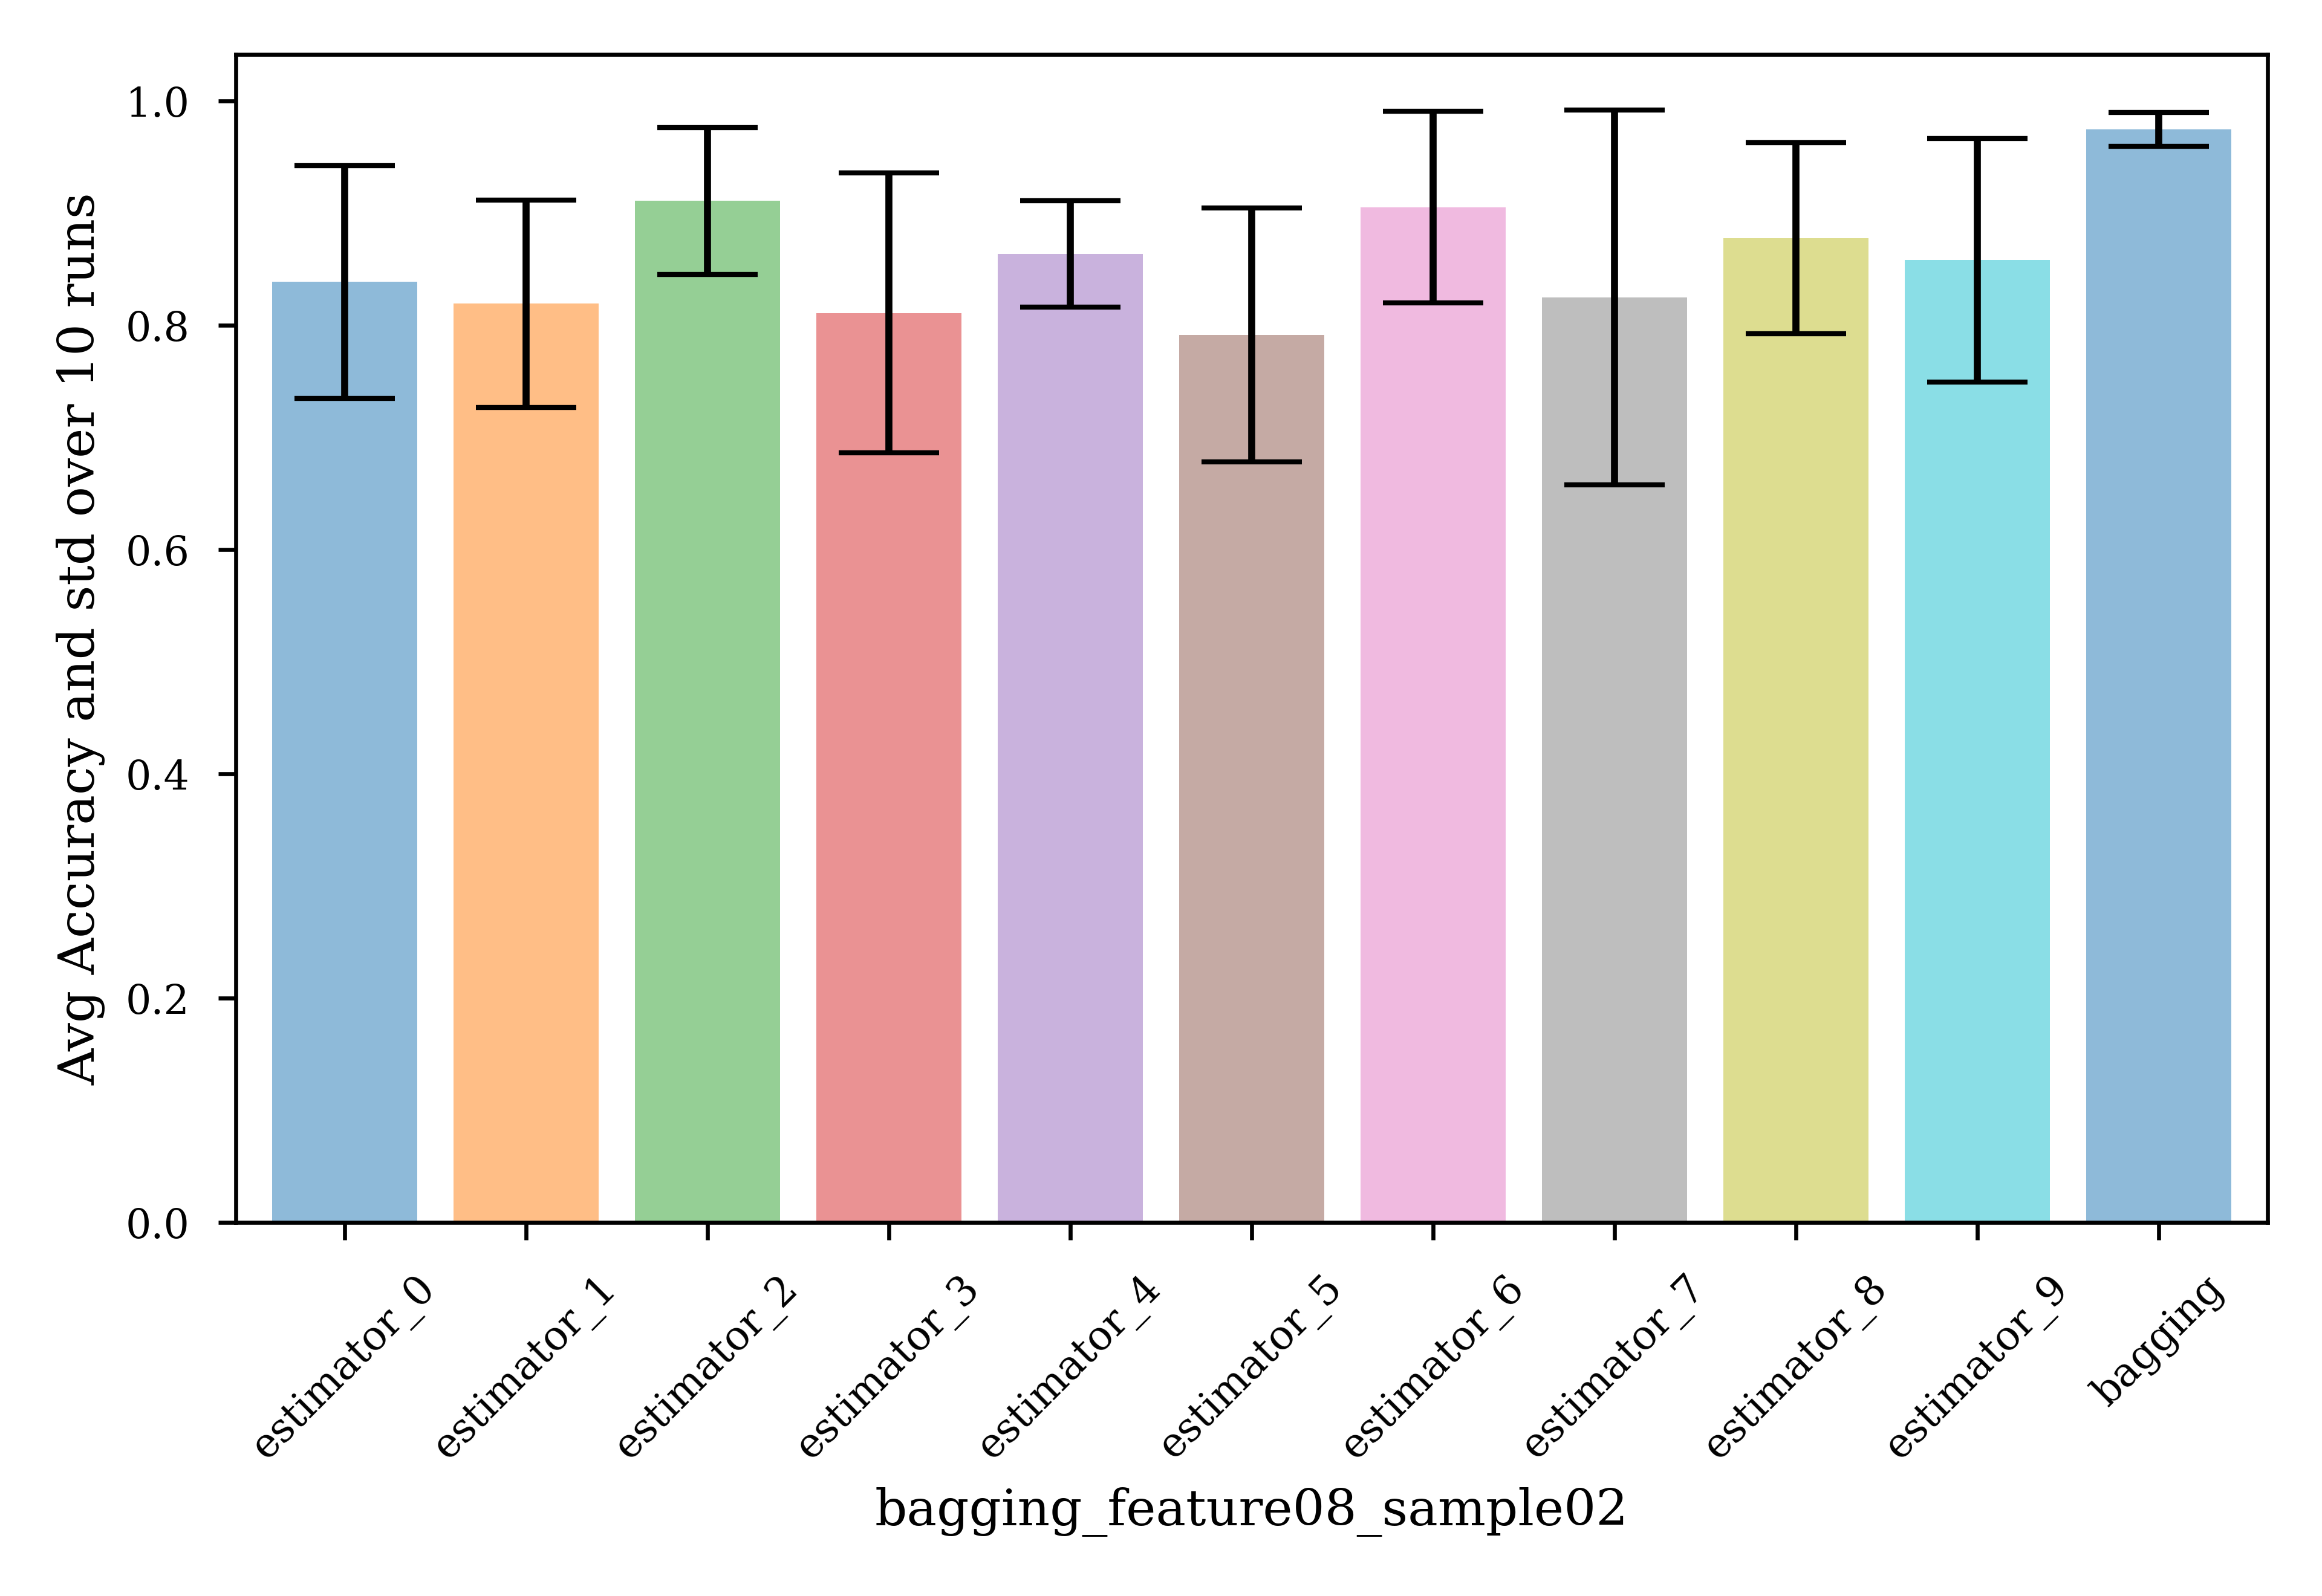 Avg Accuracy and std over 10 runs
1.0
0.8
0.6
0.4
0.2
0.0
estimator_0
estimator_1
estimator_2
estimator_3
estimator_4
estimator_5
estimator_6
estimator_7
estimator_8
estimator_9
bagging
bagging_feature08_sample02